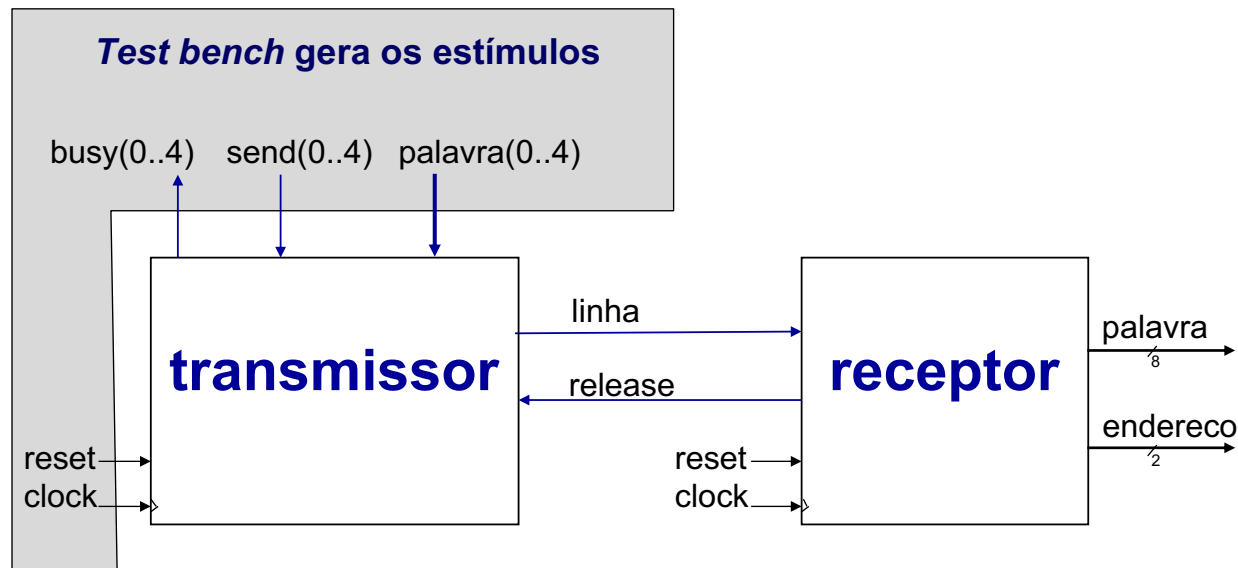 Test bench gera os estímulos
busy(0..4) send(0..4) palavra(0..4)
linha
transmissor
release
receptor
palavra
8
endereco
2
reset
clock
reset
clock